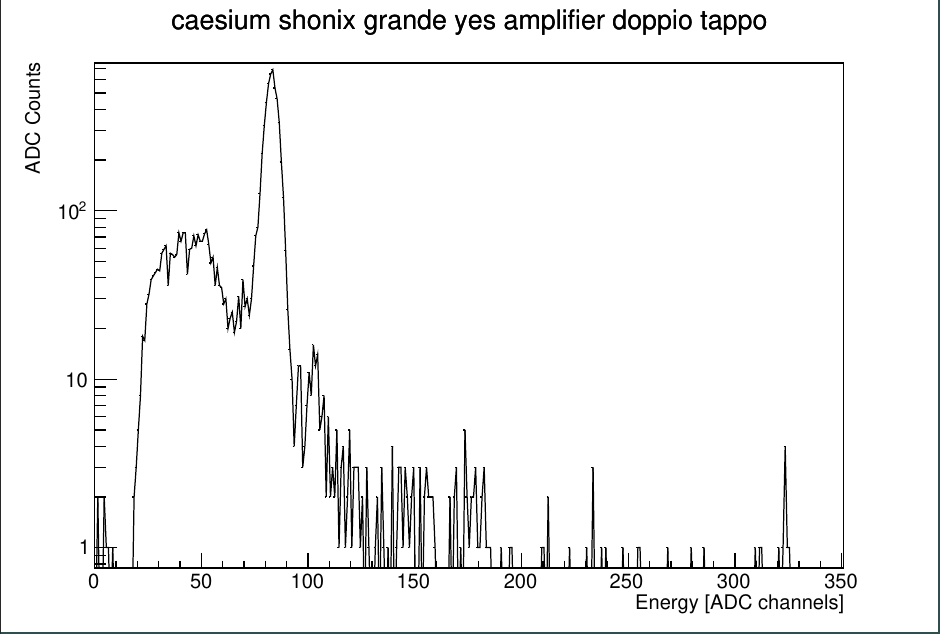 caesium shonix grande yes amplifier doppio tappo
ADC Counts
10²
10
1
0 50 100 150 200 250 300 350
Energy [ADC channels]